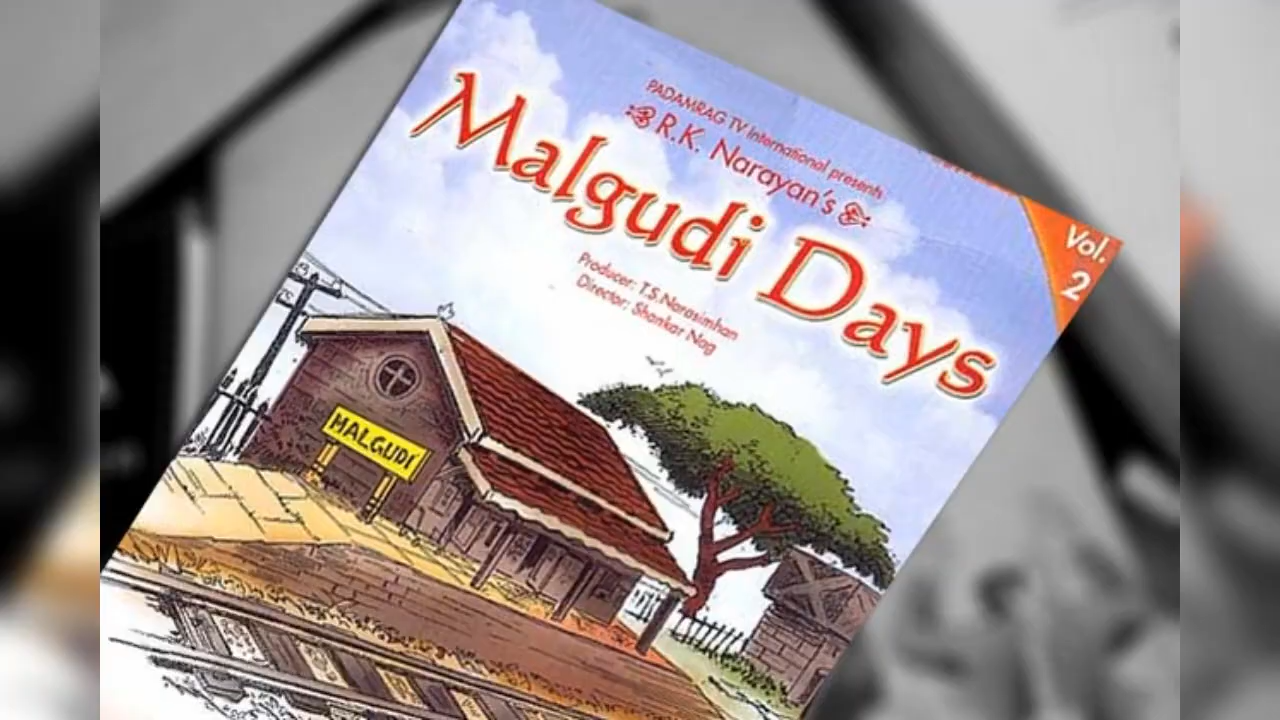 PADAMRAG TV International presents
R.K. Narayan's
Malgudi Days
Vol.
2
Producer: T.S.Narasimhan
Director: Shankar Nag
MALGUDI